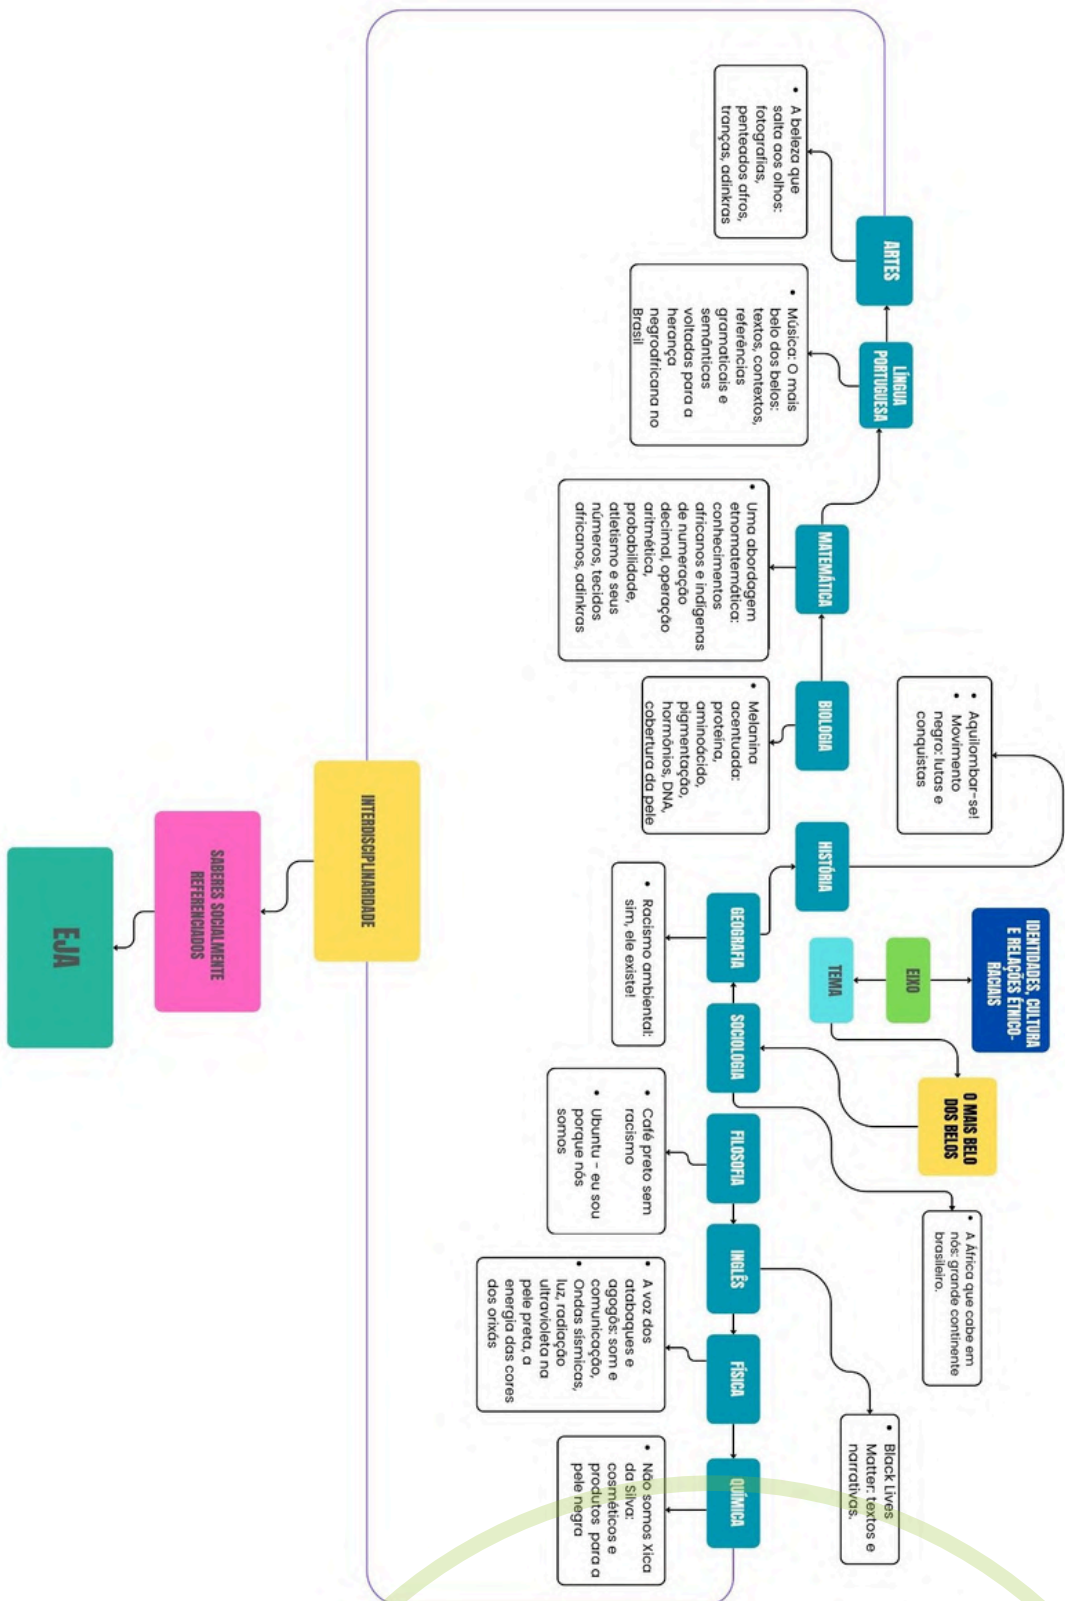 IDENTIDADES, CULTURA
E RELAÇÕES ÉTNICO-
RACIAIS
EIXO
TEMA
O MAIS BELO
DOS BELOS
• A África que cabe em
nós: grande continente
brasileiro.
• Black Lives
Matter: textos e
narrativas.
• Aquilombar-se!
• Movimento
negro: lutas e
conquistas
ARTES
LÍNGUA
PORTUGUESA
MATEMÁTICA
BIOLOGIA
HISTÓRIA
GEOGRAFIA
SOCIOLOGIA
FILOSOFIA
INGLÊS
FÍSICA
QUÍMICA
• A beleza que
salta aos olhos:
fotografias,
penteados afros,
tranças, adinkras
• Música: O mais
belo dos belos:
textos, contextos,
referências
gramaticais e
semânticas
voltadas para a
herança
negroafricana no
Brasil
• Uma abordagem
etnomatemática:
conhecimentos
africanos e indígenas
de numeração
decimal, operação
aritmética,
probabilidade,
atletismo e seus
números, tecidos
africanos, adinkras
• Melanina
acentuada:
proteína,
aminoácido,
pigmentação,
hormônios, DNA,
cobertura da pele
• Racismo ambiental:
sim, ele existe!
• Café preto sem
racismo
• Ubuntu - eu sou
porque nós
somos
• A voz dos
atabaques e
agogôs: som e
comunicação,
• Ondas sísmicas,
luz, radiação
ultravioleta na
pele preta, a
energia das cores
dos orixás
• Não somos Xica
da Silva:
cosméticos e
produtos para a
pele negra
INTERDISCIPLINARIDADE
SABERES SOCIALMENTE
REFERENCIADOS
EJA